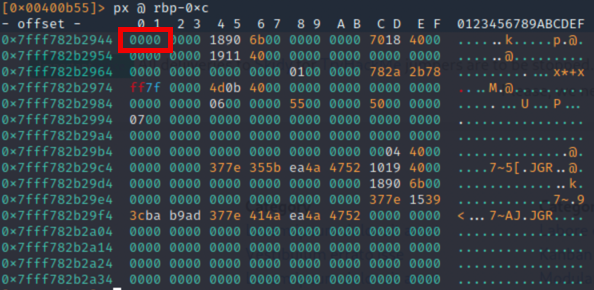 [0×00400b55]> px @ rbp-0×c
- offset -       0 1  2 3  4 5  6 7  8 9  A B  C D  E F  0123456789ABCDEF
0×7fff782b2944  0000 0000 1890 6b00 0000 0000 7018 4000  ......k.....p.@.
0×7fff782b2954  0000 0000 1911 4000 0000 0000 0000 0000  ......@.........
0×7fff782b2964  0000 0000 0000 0000 0100 0000 782a 2b78  ............x*+x
0×7fff782b2974  ff7f 0000 4d0b 4000 0000 0000 0000 0000  ....M.@.........
0×7fff782b2984  0000 0000 0600 0000 5500 0000 5000 0000  ........U...P...
0×7fff782b2994  0700 0000 0000 0000 0000 0000 0000 0000  ................
0×7fff782b29a4  0000 0000 0000 0000 0000 0000 0000 0000  ................
0×7fff782b29b4  0000 0000 0000 0000 0000 0000 0004 4000  ..............@.
0×7fff782b29c4  0000 0000 377e 355b ea4a 4752 1019 4000  ....7~5[.JGR..@.
0×7fff782b29d4  0000 0000 0000 0000 0000 0000 1890 6b00  ..............k.
0×7fff782b29e4  0000 0000 0000 0000 0000 0000 377e 1539  ............7~.9
0×7fff782b29f4  3cba b9ad 377e 414a ea4a 4752 0000 0000  <...7~AJ.JGR....
0×7fff782b2a04  0000 0000 0000 0000 0000 0000 0000 0000  ................
0×7fff782b2a14  0000 0000 0000 0000 0000 0000 0000 0000  ................
0×7fff782b2a24  0000 0000 0000 0000 0000 0000 0000 0000  ................
0×7fff782b2a34  0000 0000 0000 0000 0000 0000 0000 0000  ................